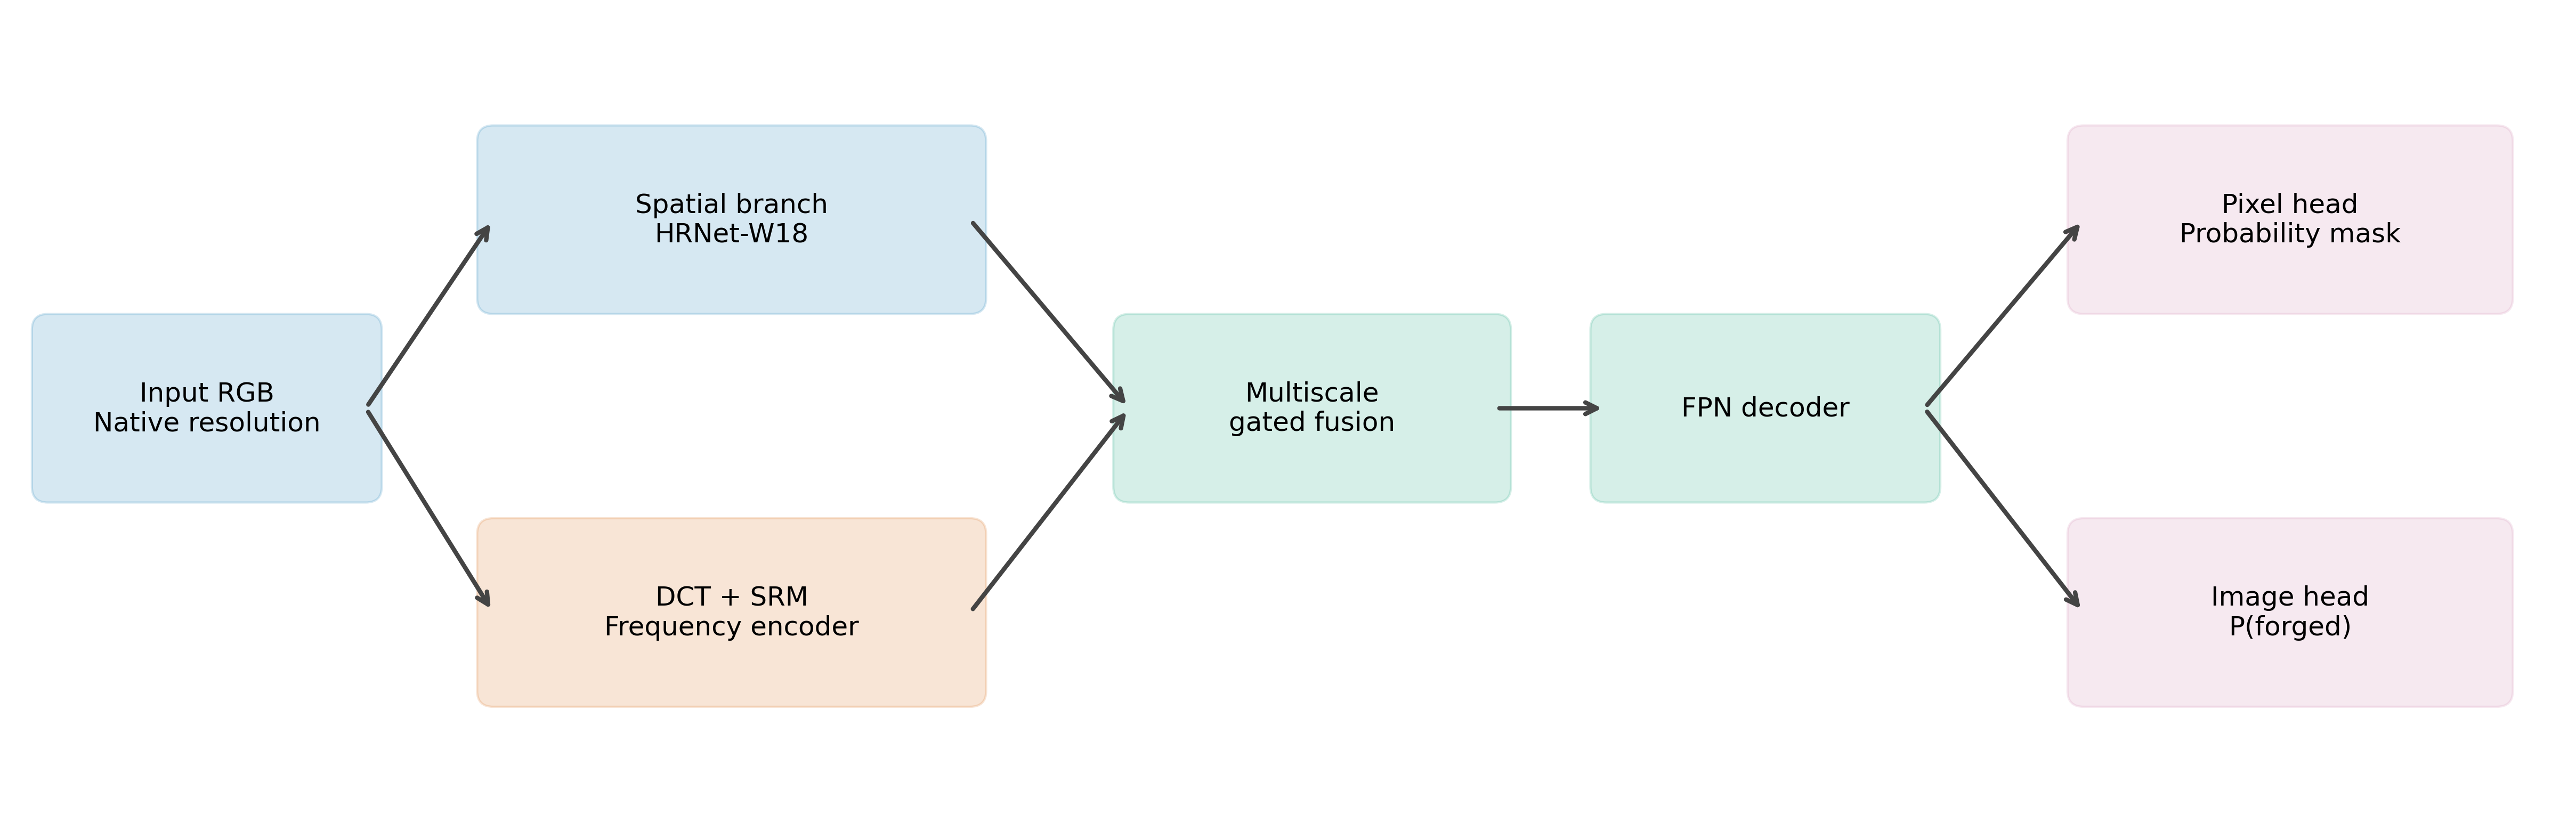 Input RGB
Native resolution
Spatial branch
HRNet-W18
DCT + SRM
Frequency encoder
Multiscale
gated fusion
FPN decoder
Pixel head
Probability mask
Image head
P(forged)